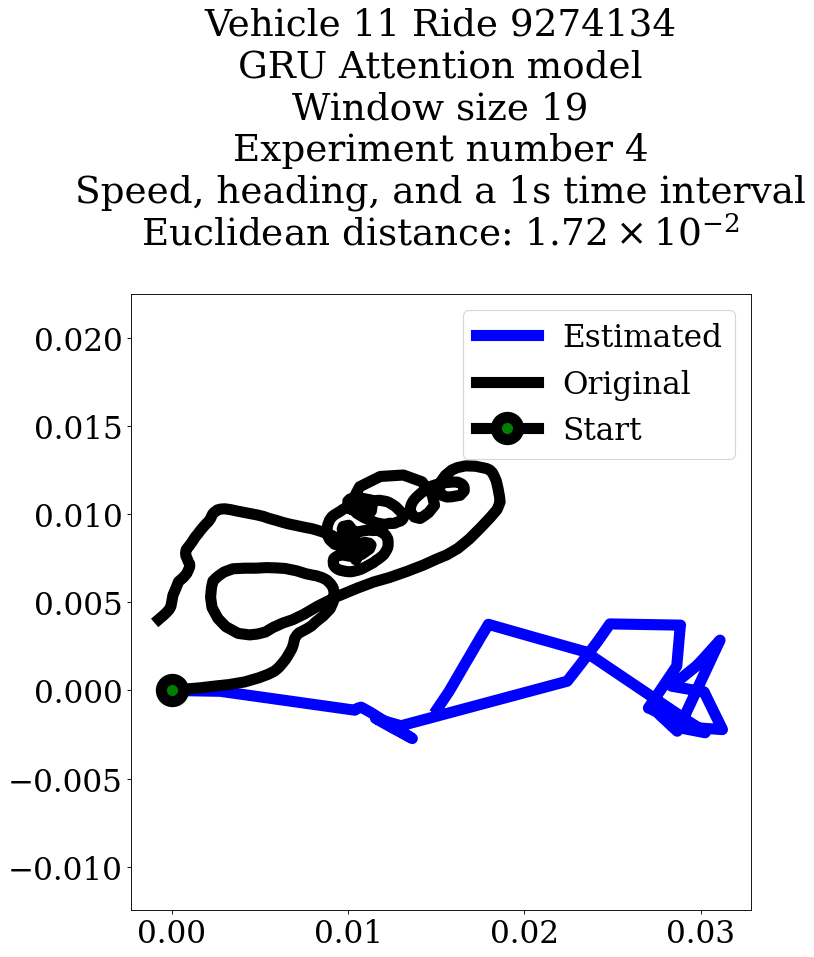 Vehicle 11 Ride 9274134
GRU Attention model
Window size 19
Experiment number 4
Speed, heading, and a 1s time interval
Euclidean distance: 1.72 × 10⁻²
Estimated
Original
Start
0.020
0.015
0.010
0.005
0.000
−0.005
−0.010
0.00 0.01 0.02 0.03